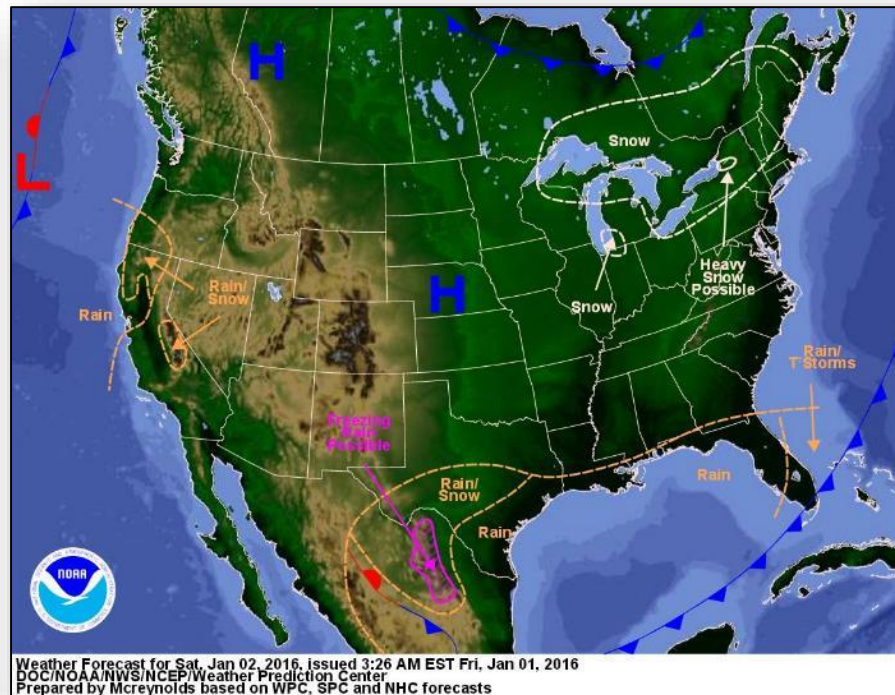 H
L
Snow
Heavy
Snow
Possible
Snow
H
Rain/
Snow
Rain
Rain/
T'Storms
Freezing
Rain
Possible
Rain/
Snow
Rain
Rain
NOAA
Weather Forecast for Sat, Jan 02, 2016, issued 3:26 AM EST Fri, Jan 01, 2016
DOC/NOAA/NWS/NCEP/Weather Prediction Center
Prepared by Mcreynolds based on WPC, SPC and NHC forecasts